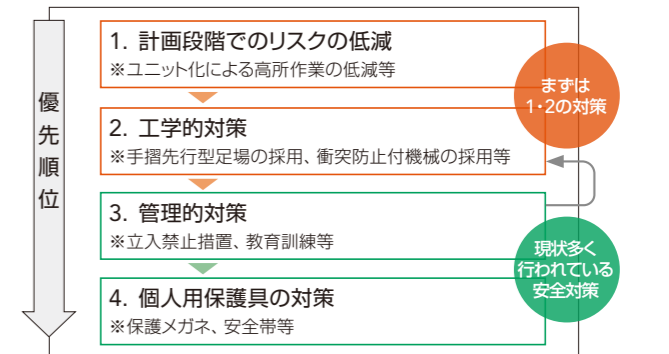 優先順位
1. 計画段階でのリスクの低減
※ユニット化による高所作業の低減等
まずは
1・2の対策
2. 工学的対策
※手摺先行型足場の採用、衝突防止付機械の採用等
3. 管理的対策
※立入禁止措置、教育訓練等
現状多く
行われている
安全対策
4. 個人用保護具の対策
※保護メガネ、安全帯等